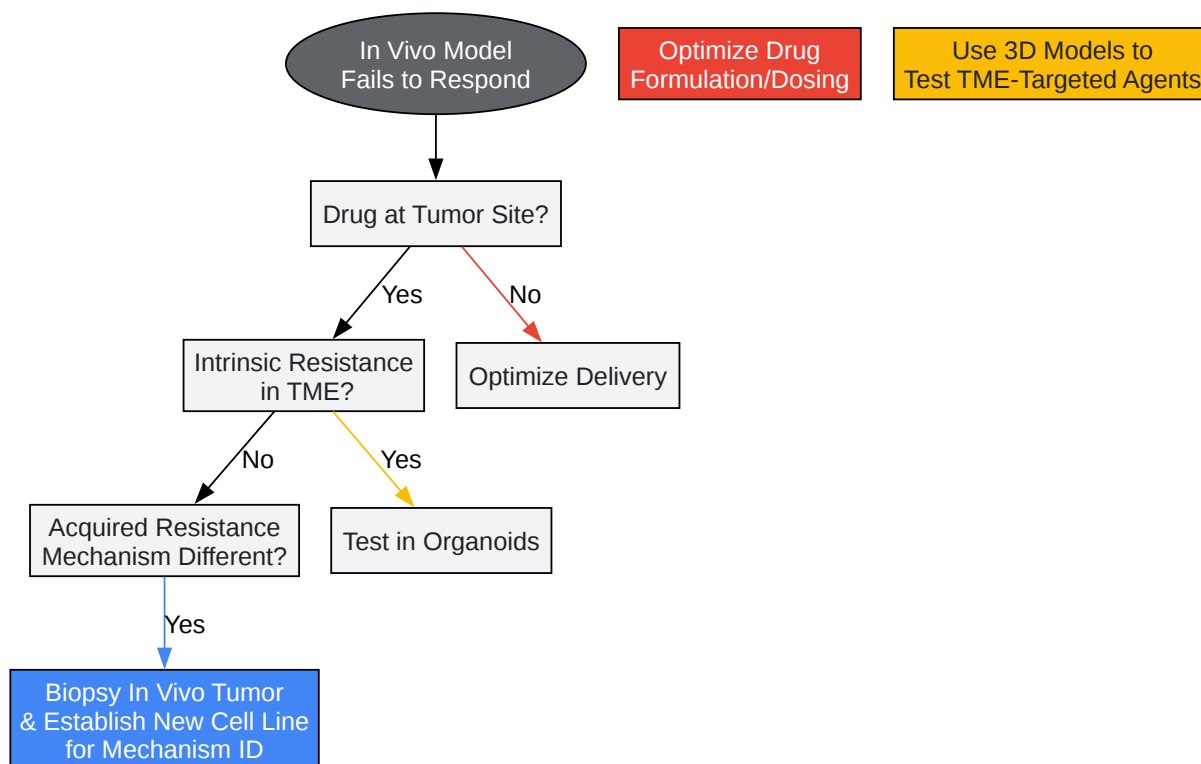 In Vivo Model
Fails to Respond
Optimize Drug
Formulation/Dosing
Use 3D Models to
Test TME-Targeted Agents
Drug at Tumor Site?
Yes
No
Intrinsic Resistance
in TME?
Optimize Delivery
No
Yes
Acquired Resistance
Mechanism Different?
Test in Organoids
Yes
Biopsy In Vivo Tumor
& Establish New Cell Line
for Mechanism ID